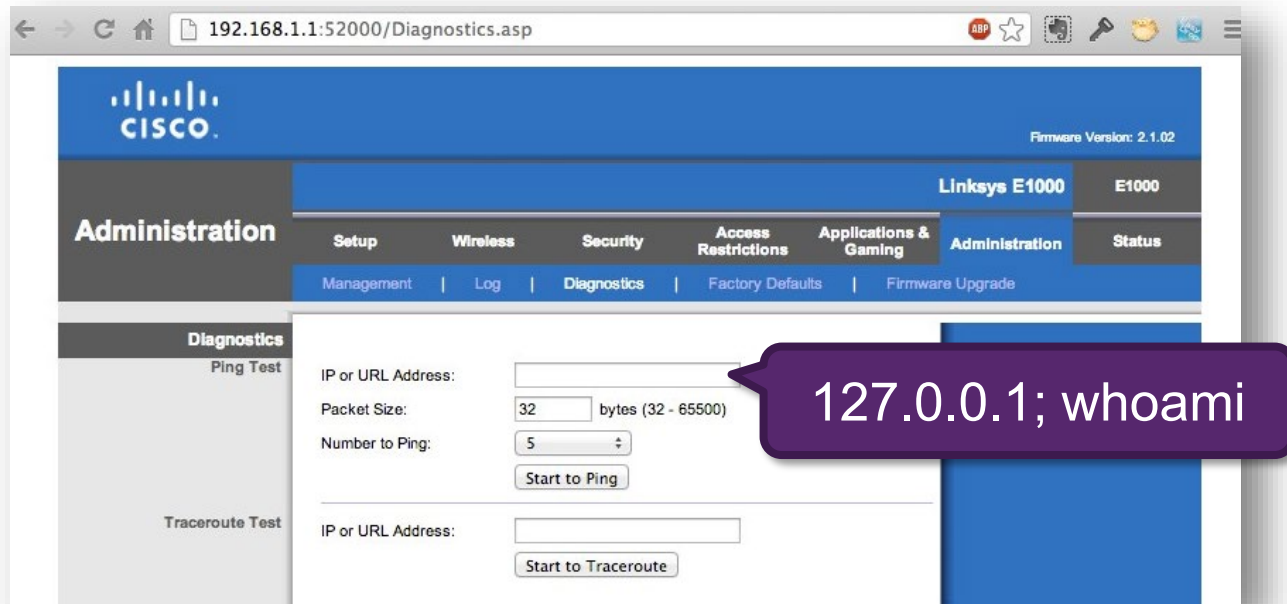 192.168.1.1:52000/Diagnostics.asp
ABP
CISCO.
Firmware Version: 2.1.02
Linksys E1000 E1000
Administration
Setup Wireless Security Access Restrictions Applications & Gaming Administration Status
Management | Log | Diagnostics | Factory Defaults | Firmware Upgrade
Diagnostics
Ping Test
IP or URL Address:
127.0.0.1; whoami
Packet Size: 32 bytes (32 - 65500)
Number to Ping: 5
Start to Ping
Traceroute Test
IP or URL Address:
Start to Traceroute